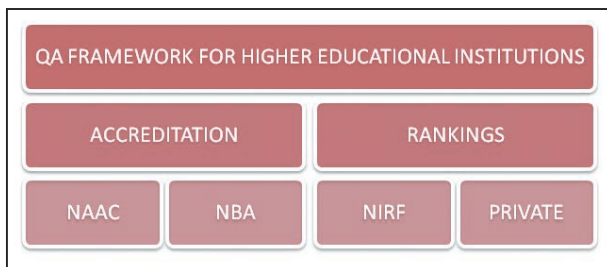 QA FRAMEWORK FOR HIGHER EDUCATIONAL INSTITUTIONS
ACCREDITATION RANKINGS
NAAC NBA NIRF PRIVATE